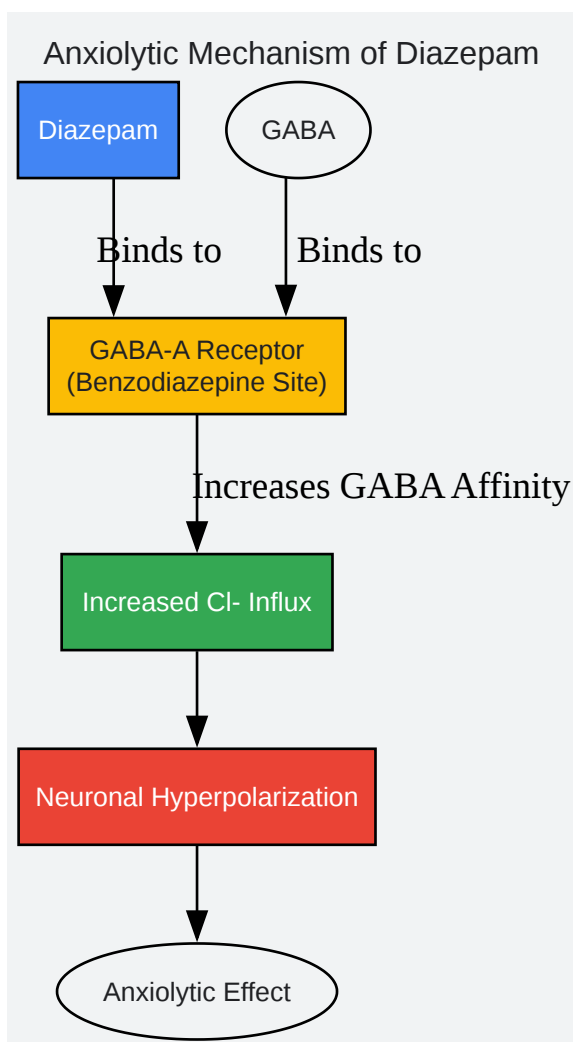 Anxiolytic Mechanism of Diazepam
Diazepam
GABA
Binds to
Binds to
GABA-A Receptor
(Benzodiazepine Site)
Increases GABA Affinity
Increased Cl- Influx
Neuronal Hyperpolarization
Anxiolytic Effect